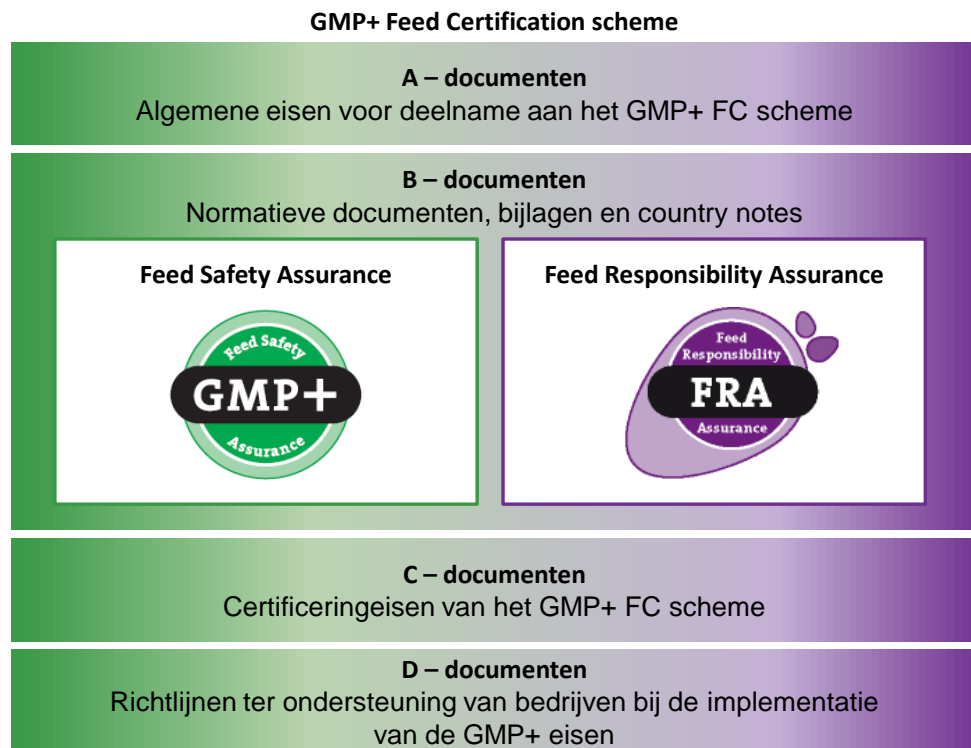 GMP+ Feed Certification scheme
A – documenten
Algemene eisen voor deelname aan het GMP+ FC scheme
B – documenten
Normatieve documenten, bijlagen en country notes
Feed Safety Assurance
Feed Safety
GMP+
Assurance
Feed Responsibility Assurance
Feed
Responsibility
FRA
Assurance
C – documenten
Certificeringeisen van het GMP+ FC scheme
D – documenten
Richtlijnen ter ondersteuning van bedrijven bij de implementatie
van de GMP+ eisen